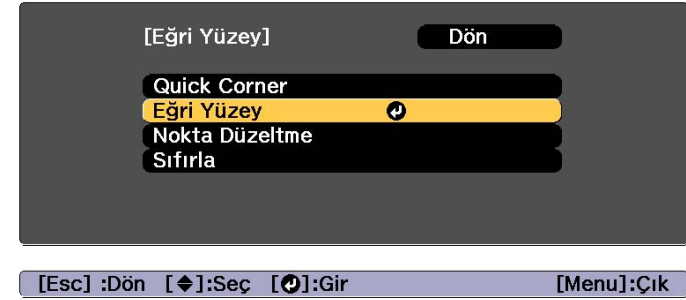 [Eğri Yüzey] Dön
Quick Corner
Eğri Yüzey
Nokta Düzeltme
Sıfırla
[Esc] :Dön [◆]:Seç [↵]:Gir [Menu]:Çık